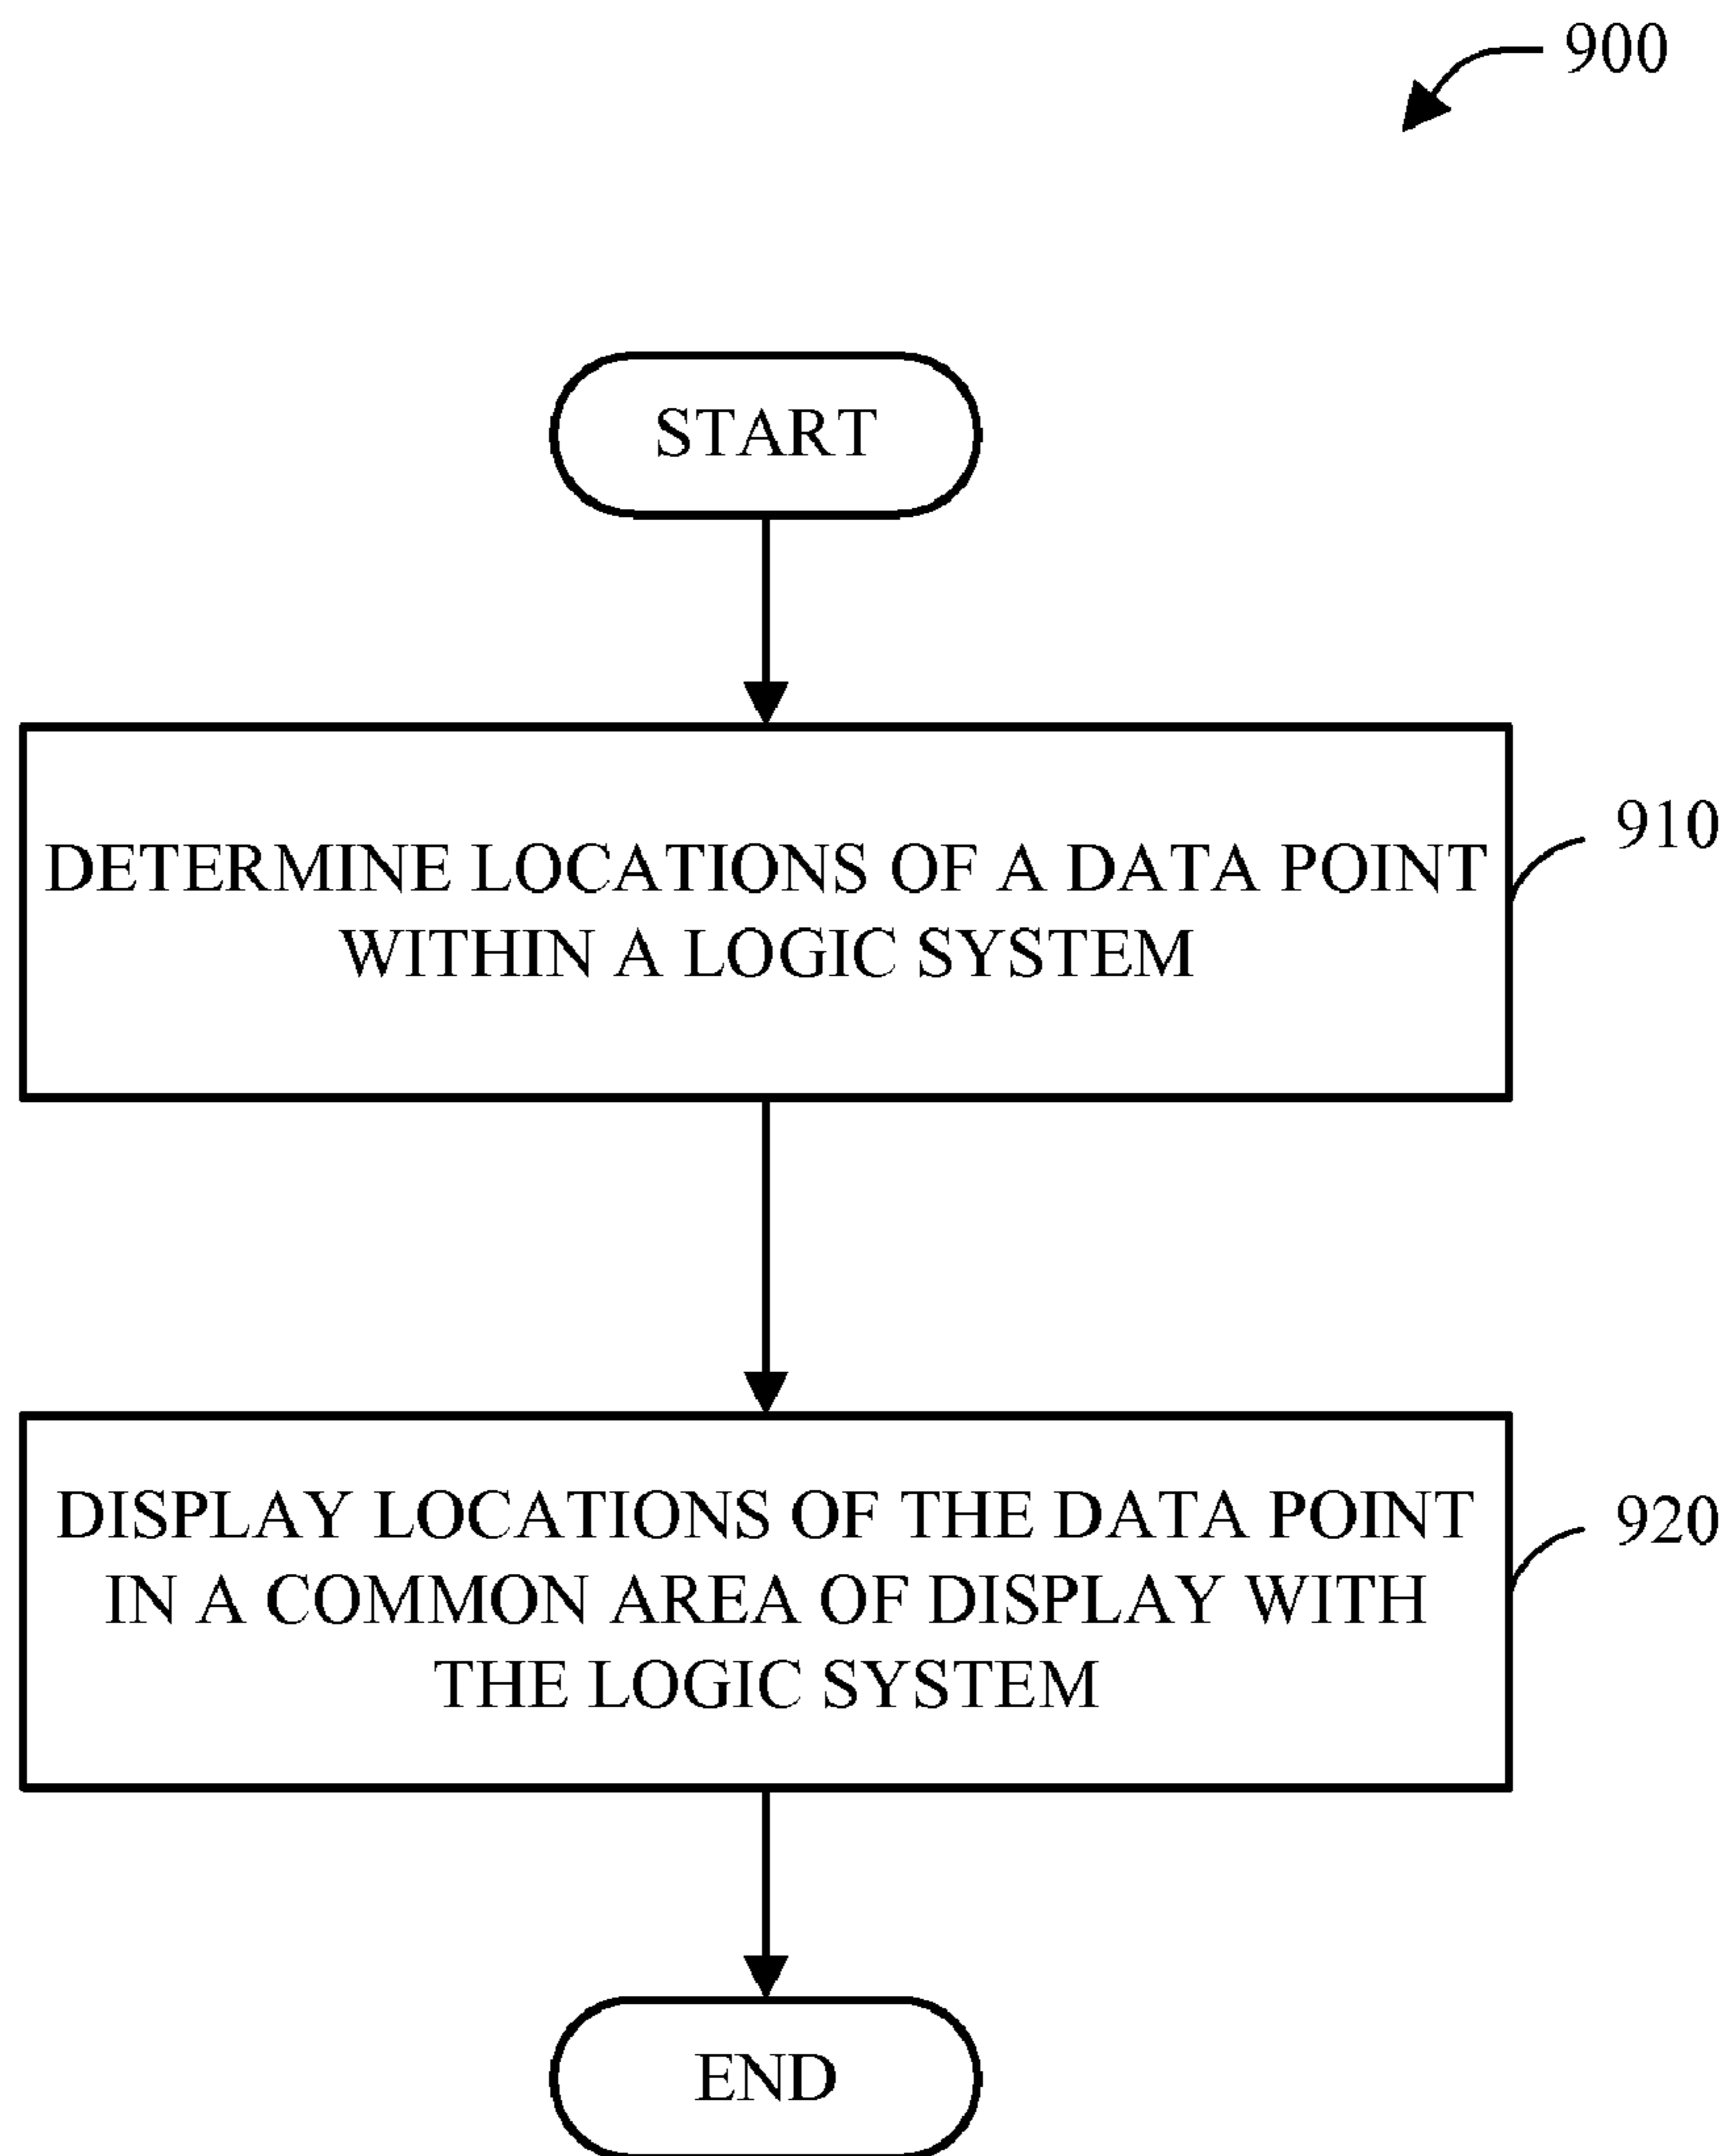 900
START
DETERMINE LOCATIONS OF A DATA POINT
WITHIN A LOGIC SYSTEM
910
DISPLAY LOCATIONS OF THE DATA POINT
IN A COMMON AREA OF DISPLAY WITH
THE LOGIC SYSTEM
920
END